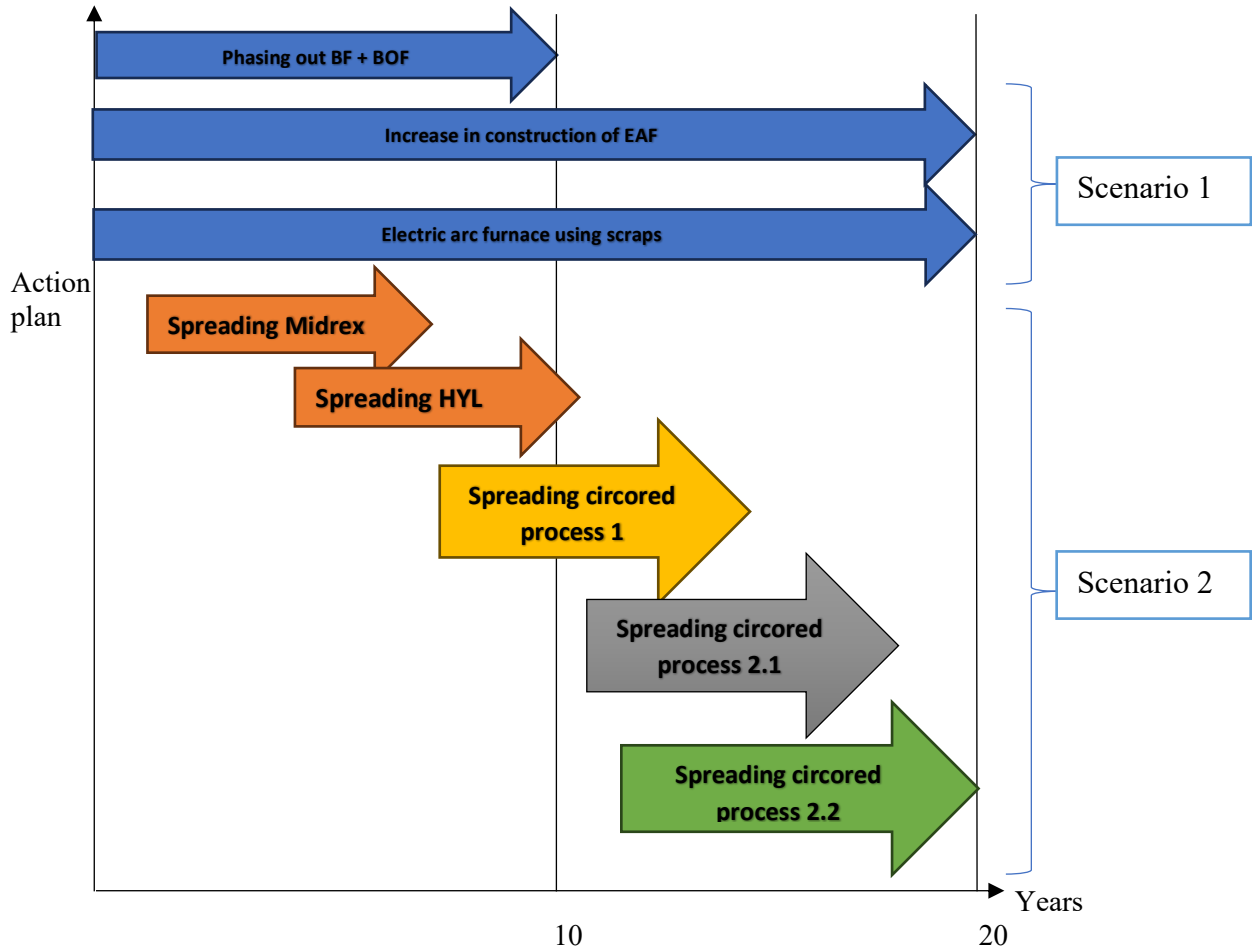 Phasing out BF + BOF
Increase in construction of EAF
Scenario 1
Electric arc furnace using scraps
Action
plan
Spreading Midrex
Spreading HYL
Spreading circored
process 1
Scenario 2
Spreading circored
process 2.1
Spreading circored
process 2.2
Years
10
20